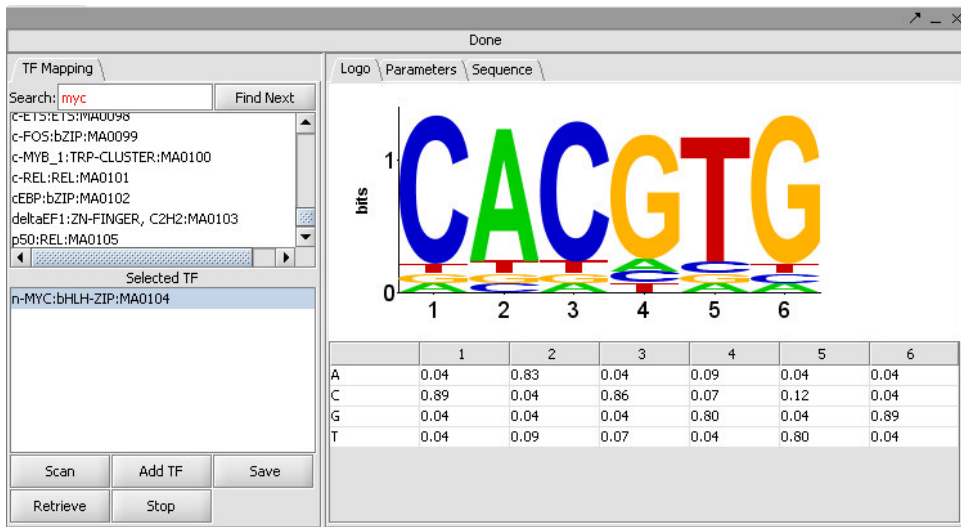 Done
TF Mapping
Search: myc Find Next
c-ETS:ETS:MA0098
c-FOS:bZIP:MA0099
c-MYB_1:TRP-CLUSTER:MA0100
c-REL:REL:MA0101
cEBP:bZIP:MA0102
deltaEF1:ZN-FINGER, C2H2:MA0103
p50:REL:MA0105
Selected TF
n-MYC:bHLH-ZIP:MA0104
Scan Add TF Save
Retrieve Stop
Logo Parameters Sequence
bits
1
0
CACGTG
TTTACT
GGGCGC
ACATAA
1 2 3 4 5 6
1 2 3 4 5 6
A 0.04 0.83 0.04 0.09 0.04 0.04
C 0.89 0.04 0.86 0.07 0.12 0.04
G 0.04 0.04 0.04 0.80 0.04 0.89
T 0.04 0.09 0.07 0.04 0.80 0.04